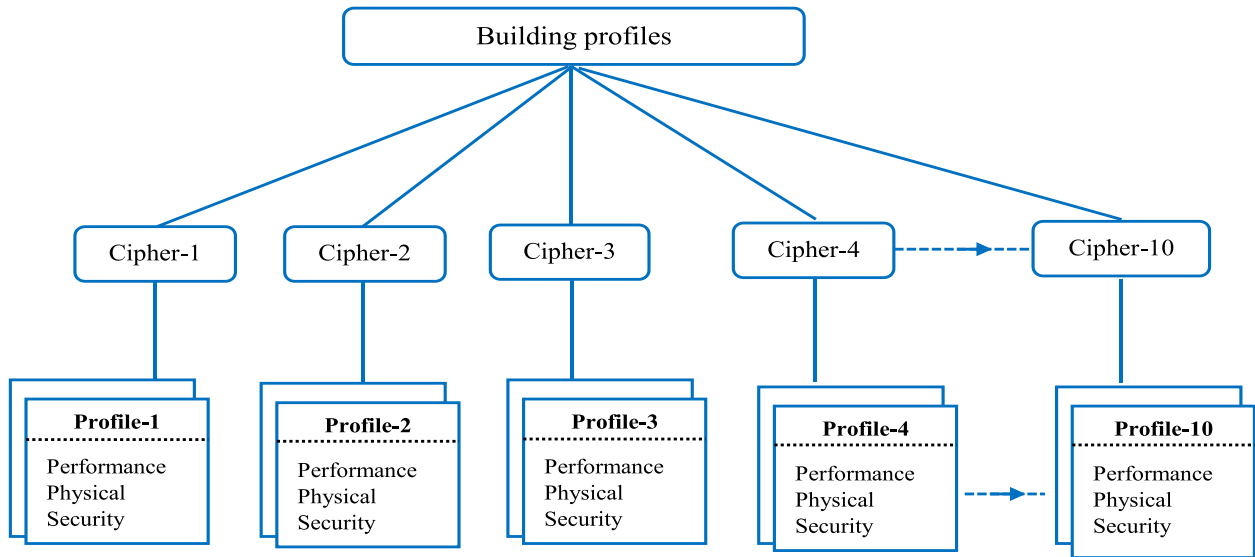 Building profiles
Cipher-1
Cipher-2
Cipher-3
Cipher-4
Cipher-10
Profile-1
Performance
Physical
Security
Profile-2
Performance
Physical
Security
Profile-3
Performance
Physical
Security
Profile-4
Performance
Physical
Security
Profile-10
Performance
Physical
Security